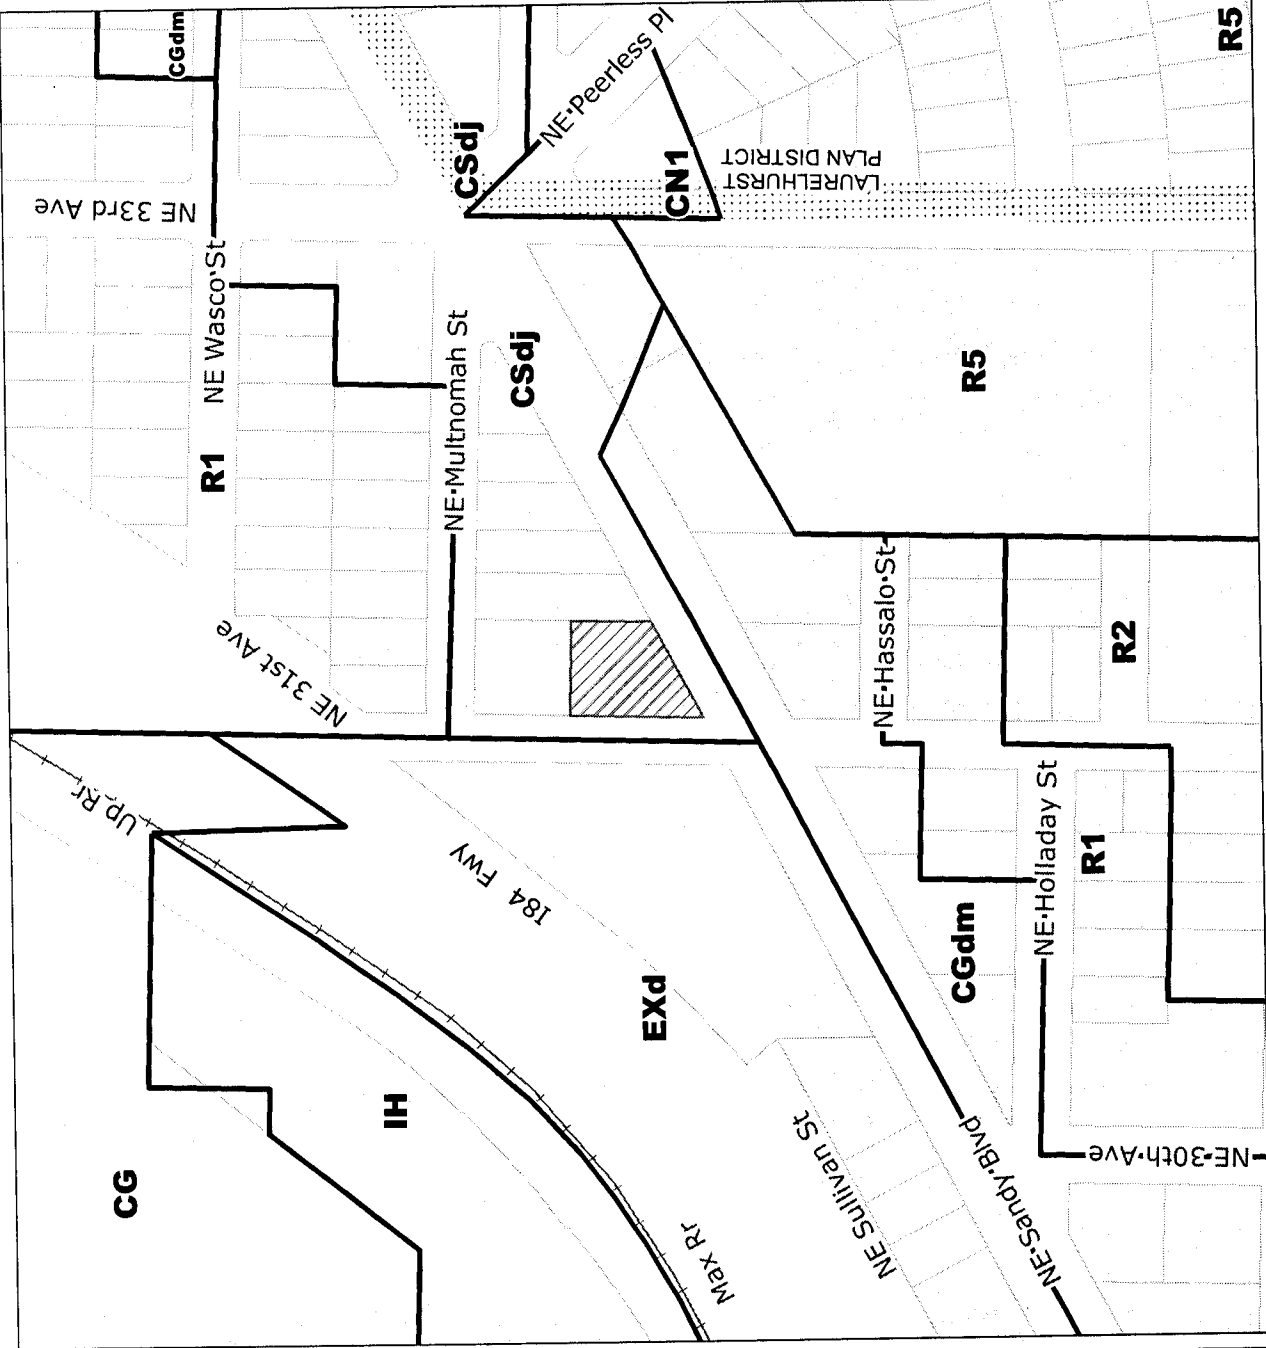 CGdm
R5
NE Peerless Pl
CSdj
LAURELHURST
PLAN DISTRICT
CN1
NE 33rd Ave
NE Wasco St
NE Multnomah St
CSdj
R5
R1
NE 31st Ave
NE Hassalo St
R2
Up Rr
I84 Fwy
NE Holladay St
R1
CGdm
EXd
IH
CG
NE Sullivan St
NE Sandy Blvd
NE 30th Ave
Max Rr